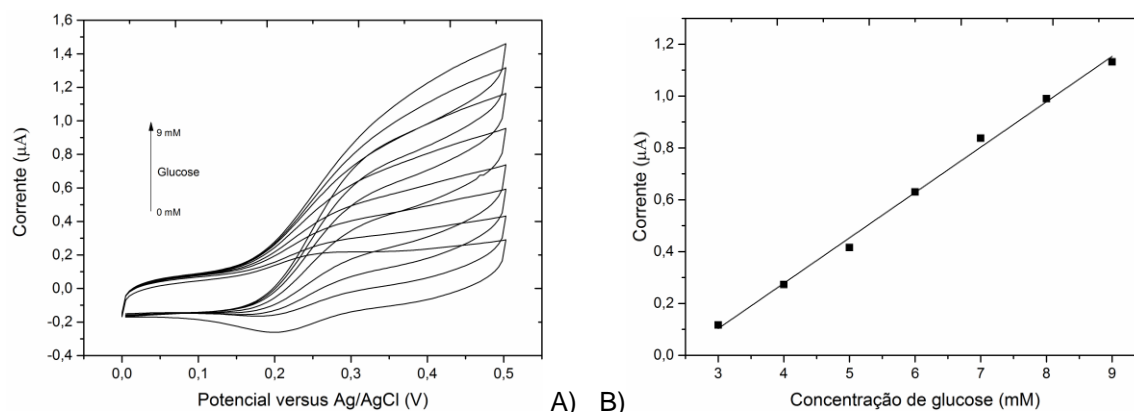 1,6
1,4
1,2
1,0
0,8
0,6
0,4
0,2
0,0
-0,2
-0,4
Corrente (µA)
9 mM
Glucose
0 mM
0,0 0,1 0,2 0,3 0,4 0,5
Potencial versus Ag/AgCl (V)
A) B)
1,2
1,0
0,8
0,6
0,4
0,2
0,0
Corrente (µA)
3 4 5 6 7 8 9
Concentração de glucose (mM)